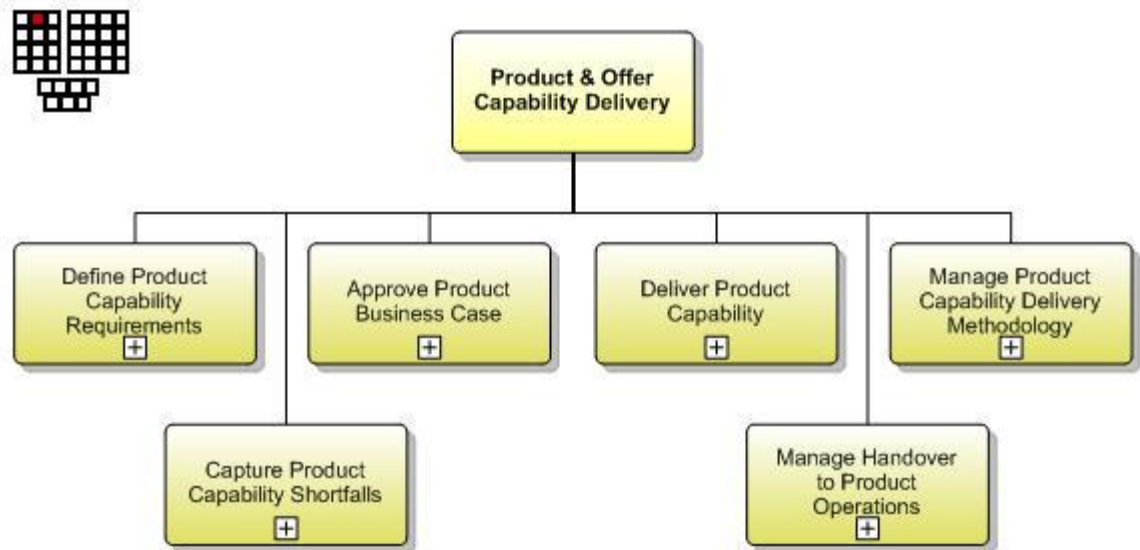 Product & Offer
Capability Delivery
Define Product
Capability
Requirements
Approve Product
Business Case
Deliver Product
Capability
Manage Product
Capability Delivery
Methodology
Capture Product
Capability Shortfalls
Manage Handover
to Product
Operations